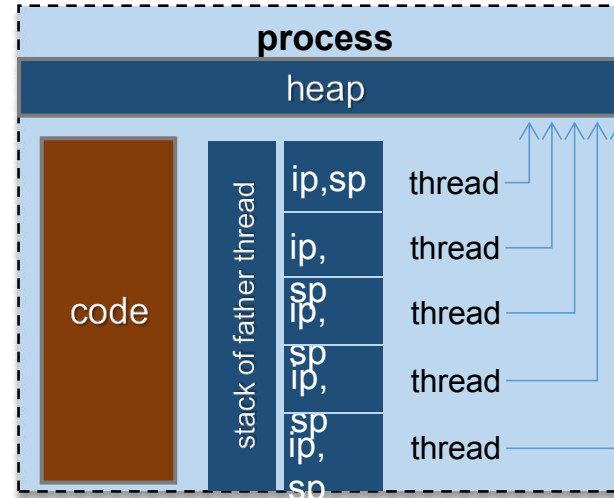 process
heap
code
stack of father thread
ip,sp
thread
ip,
sp
thread
ip,
sp
thread
ip,
sp
thread
ip,
sp
thread